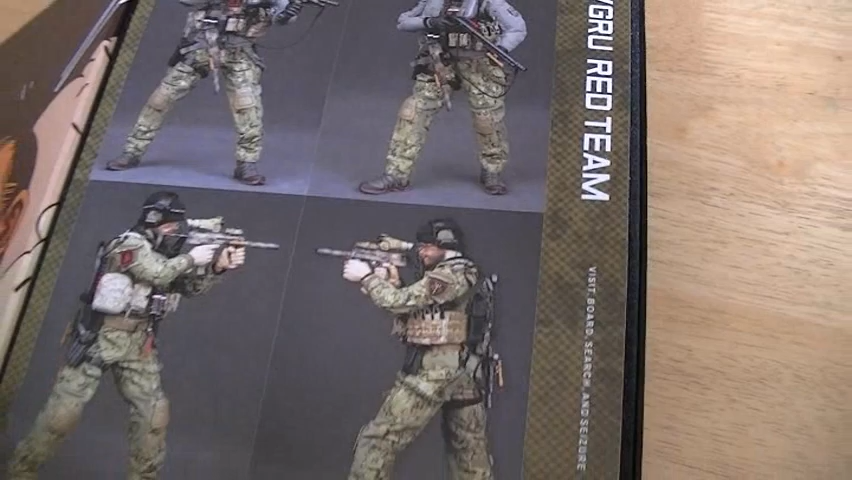 VGRU RED TEAM
VISIT, BOARD, SEARCH, AND SEIZURE